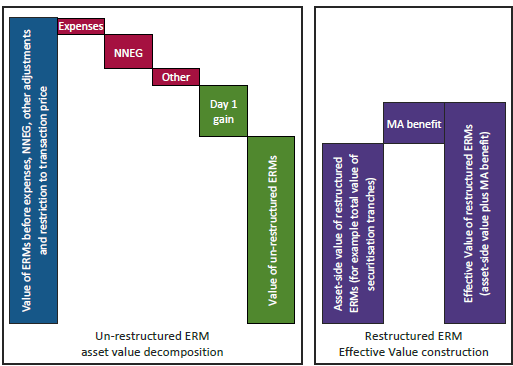 Value of ERMs before expenses, NNEG, other adjustments
and restriction to transaction price
Expenses
NNEG
Other
Day 1
gain
Value of un-restructured ERMs
Un-restructured ERM
asset value decomposition
Asset-side value of restructured
ERMs (for example total value of
securitisation tranches)
MA benefit
Effective Value of restructured ERMs
(asset-side value plus MA benefit)
Restructured ERM
Effective Value construction